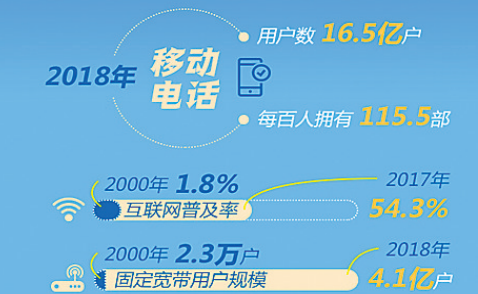 2018年
移动
电话
用户数 16.5亿户
每百人拥有 115.5部
2000年 1.8%
2017年
互联网普及率
54.3%
2000年 2.3万户
2018年
固定宽带用户规模
4.1亿户